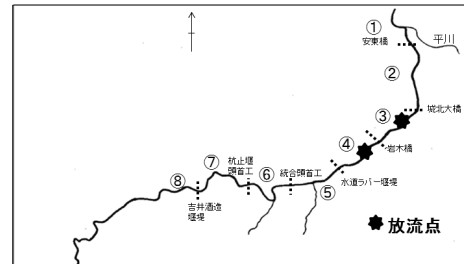 ①
安東橋
平川
②
城北大橋
③
④
岩木橋
水道ラバー堰堤
⑤
統合頭首工
⑥
杭止堰
頭首工
⑦
⑧
吉井酒造
堰堤
放流点